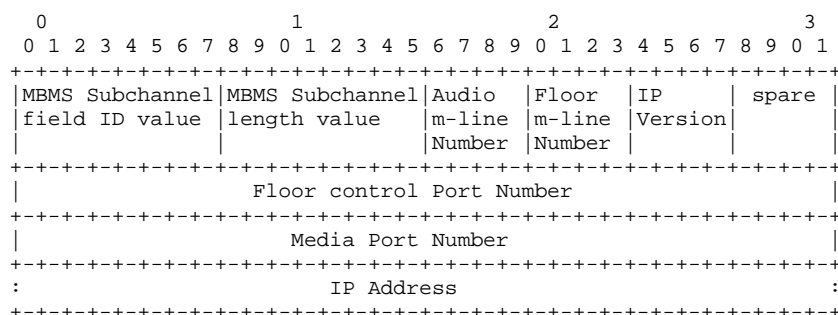 0                   1                   2                   3
 0 1 2 3 4 5 6 7 8 9 0 1 2 3 4 5 6 7 8 9 0 1 2 3 4 5 6 7 8 9 0 1
+-+-+-+-+-+-+-+-+-+-+-+-+-+-+-+-+-+-+-+-+-+-+-+-+-+-+-+-+-+-+-+-+
|MBMS Subchannel|MBMS Subchannel|Audio  |Floor  |IP     | spare |
|field ID value |length value   |m-line |m-line |Version|       |
|               |               |Number |Number |       |       |
+-+-+-+-+-+-+-+-+-+-+-+-+-+-+-+-+-+-+-+-+-+-+-+-+-+-+-+-+-+-+-+-+
|                  Floor control Port Number                    |
+-+-+-+-+-+-+-+-+-+-+-+-+-+-+-+-+-+-+-+-+-+-+-+-+-+-+-+-+-+-+-+-+
|                     Media Port Number                         |
+-+-+-+-+-+-+-+-+-+-+-+-+-+-+-+-+-+-+-+-+-+-+-+-+-+-+-+-+-+-+-+-+
:                        IP Address                             :
+-+-+-+-+-+-+-+-+-+-+-+-+-+-+-+-+-+-+-+-+-+-+-+-+-+-+-+-+-+-+-+-+